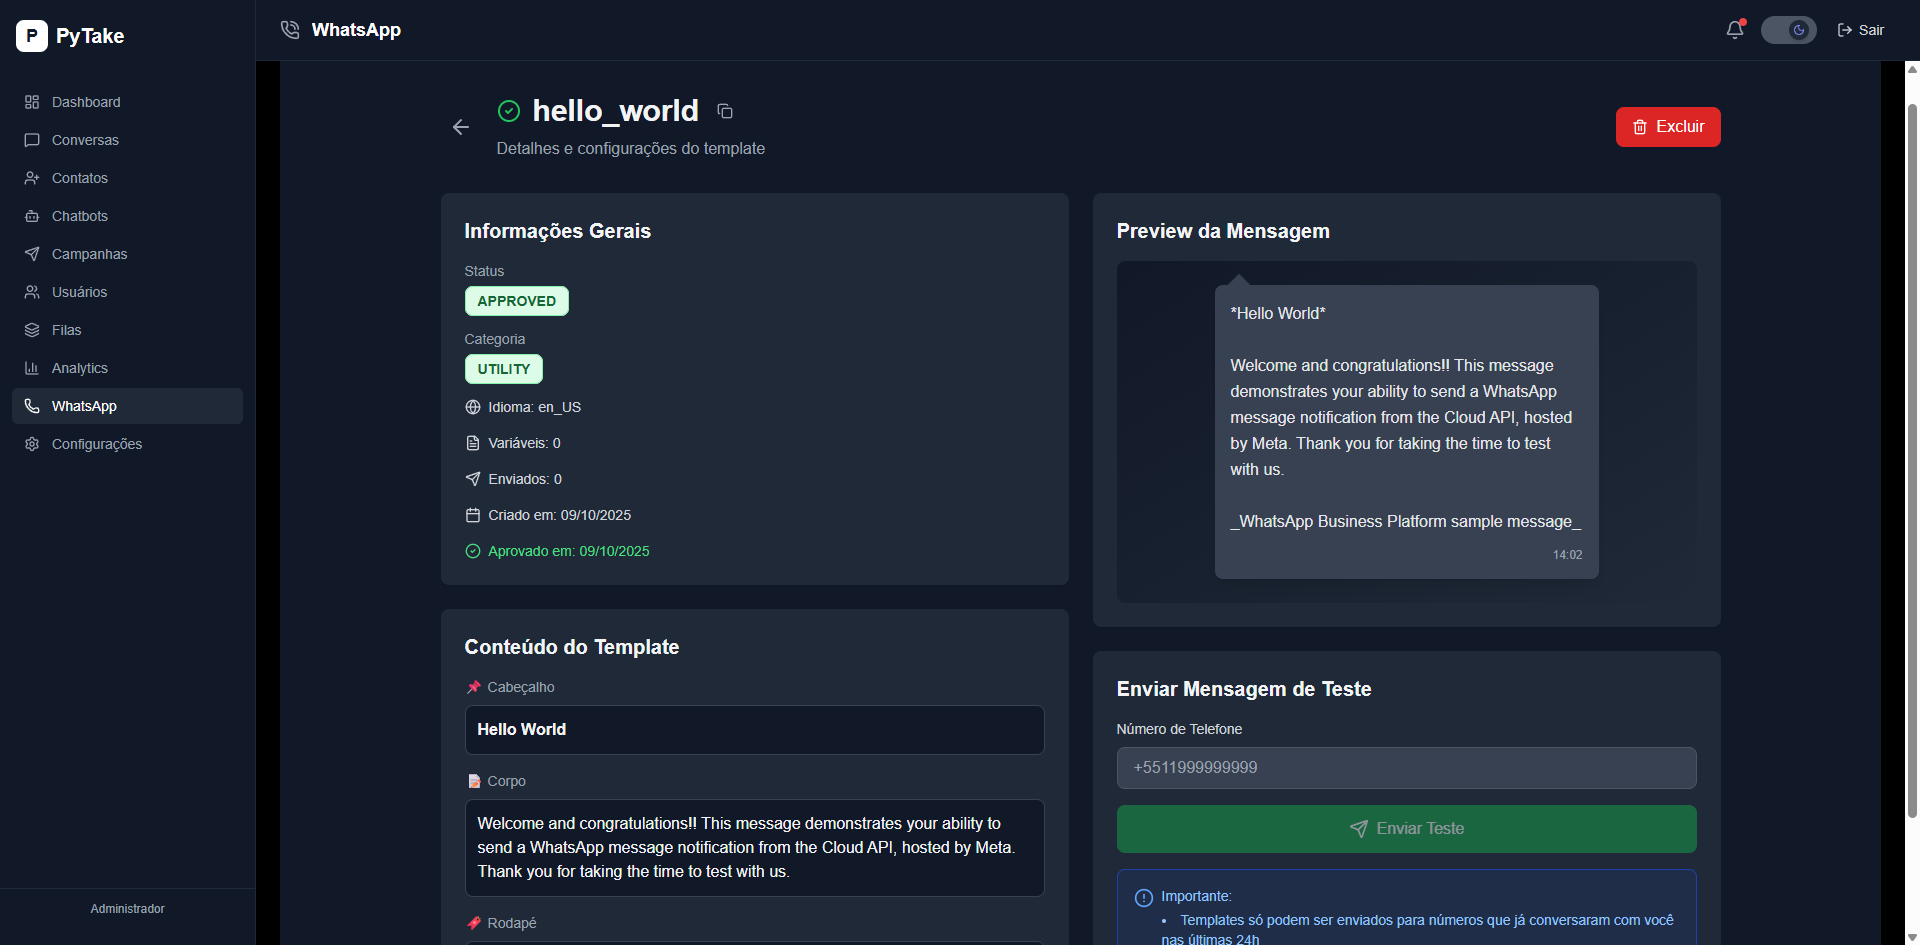 P PyTake
Dashboard
Conversas
Contatos
Chatbots
Campanhas
Usuários
Filas
Analytics
WhatsApp
Configurações
Administrador
WhatsApp
Sair
hello_world
Detalhes e configurações do template
Excluir
Informações Gerais
Status
APPROVED
Categoria
UTILITY
Idioma: en_US
Variáveis: 0
Enviados: 0
Criado em: 09/10/2025
Aprovado em: 09/10/2025
Conteúdo do Template
Cabeçalho
Hello World
Corpo
Welcome and congratulations!! This message demonstrates your ability to
send a WhatsApp message notification from the Cloud API, hosted by Meta.
Thank you for taking the time to test with us.
Rodapé
Preview da Mensagem
*Hello World*
Welcome and congratulations!! This message
demonstrates your ability to send a WhatsApp
message notification from the Cloud API, hosted
by Meta. Thank you for taking the time to test
with us.
_WhatsApp Business Platform sample message_
14:02
Enviar Mensagem de Teste
Número de Telefone
+5511999999999
Enviar Teste
Importante:
• Templates só podem ser enviados para números que já conversaram com você
nas últimas 24h